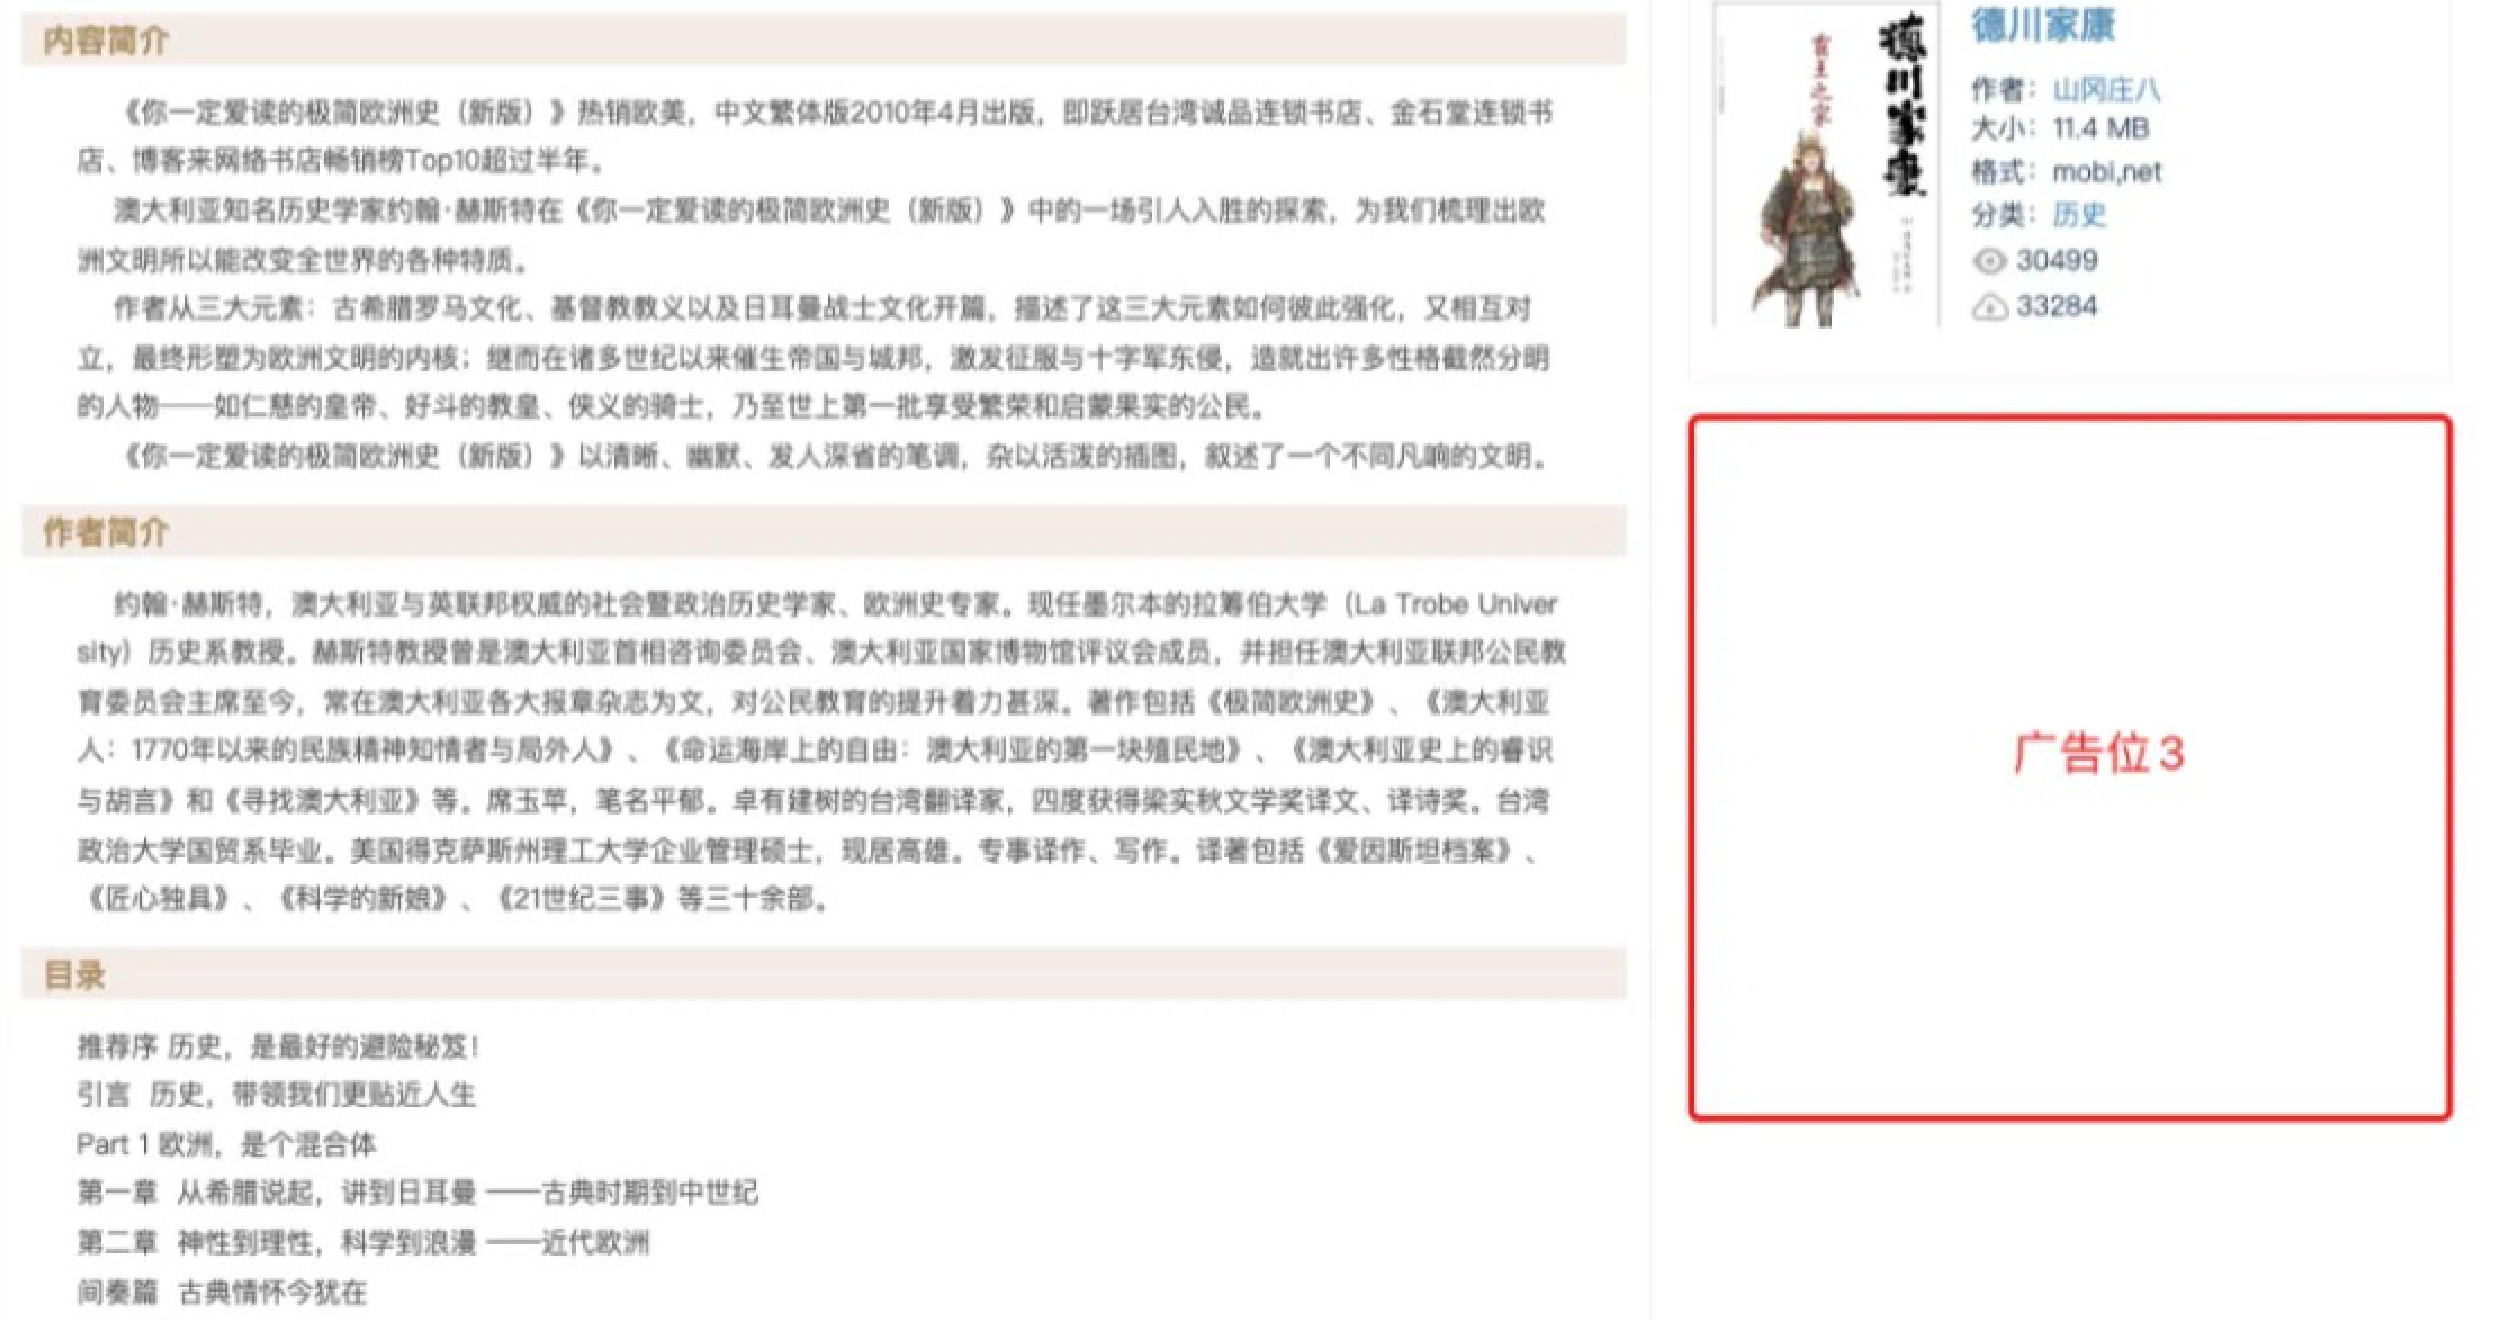 内容简介
《你一定爱读的极简欧洲史（新版）》热销欧美，中文繁体版2010年4月出版，即跃居台湾诚品连锁书店、金石堂连锁书
店、博客来网络书店畅销榜Top10超过半年。
澳大利亚知名历史学家约翰·赫斯特在《你一定爱读的极简欧洲史（新版）》中的一场引人入胜的探索，为我们梳理出欧
洲文明所以能改变全世界的各种特质。
作者从三大元素：古希腊罗马文化、基督教教义以及日耳曼战士文化开篇，描述了这三大元素如何彼此强化，又相互对
立，最终形塑为欧洲文明的内核；继而在诸多世纪以来催生帝国与城邦，激发征服与十字军东侵，造就出许多性格截然分明
的人物——如仁慈的皇帝、好斗的教皇、侠义的骑士，乃至世上第一批享受繁荣和启蒙果实的公民。
《你一定爱读的极简欧洲史（新版）》以清晰、幽默、发人深省的笔调，杂以活泼的插图，叙述了一个不同凡响的文明。
作者简介
约翰·赫斯特，澳大利亚与英联邦权威的社会暨政治历史学家、欧洲史专家。现任墨尔本的拉筹伯大学（La Trobe Univer
sity）历史系教授。赫斯特教授曾是澳大利亚首相咨询委员会、澳大利亚国家博物馆评议会成员，并担任澳大利亚联邦公民教
育委员会主席至今，常在澳大利亚各大报章杂志为文，对公民教育的提升着力甚深。著作包括《极简欧洲史》、《澳大利亚
人：1770年以来的民族精神知情者与局外人》、《命运海岸上的自由：澳大利亚的第一块殖民地》、《澳大利亚史上的睿识
与胡言》和《寻找澳大利亚》等。席玉苹，笔名平郁。卓有建树的台湾翻译家，四度获得梁实秋文学奖译文、译诗奖。台湾
政治大学国贸系毕业。美国得克萨斯州理工大学企业管理硕士，现居高雄。专事译作、写作。译著包括《爱因斯坦档案》、
《匠心独具》、《科学的新娘》、《21世纪三事》等三十余部。
目录
推荐序 历史，是最好的避险秘笈！
引言 历史，带领我们更贴近人生
Part 1 欧洲，是个混合体
第一章 从希腊说起，讲到日耳曼 ——古典时期到中世纪
第二章 神性到理性，科学到浪漫 ——近代欧洲
间奏篇 古典情怀今犹在
德川家康
霸王之家
德川家康
作者：山冈庄八
大小：11.4 MB
格式：mobi,net
分类：历史
30499
33284
广告位3